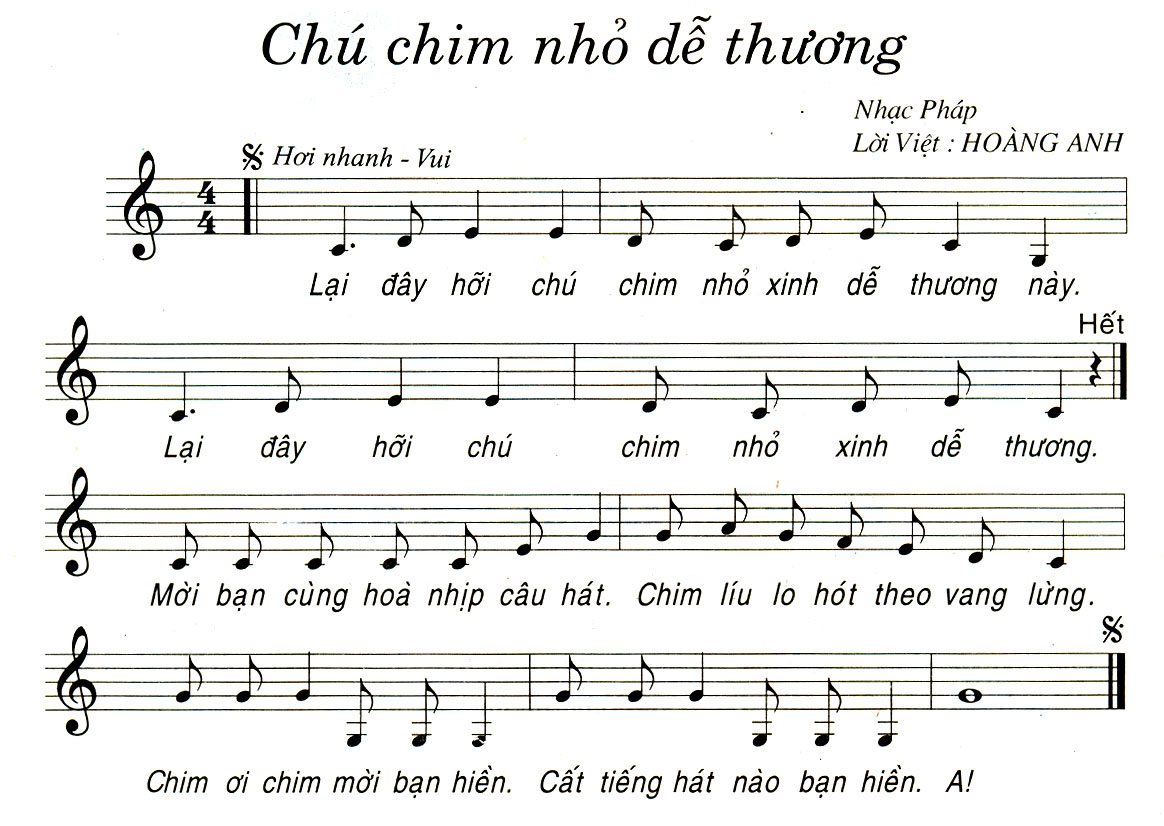 Chú chim nhỏ dễ thương
Nhạc Pháp
Lời Việt : HOÀNG ANH
Hơi nhanh - Vui
4
4
Lại đây hỡi chú chim nhỏ xinh dễ thương này.
Hết
Lại đây hỡi chú chim nhỏ xinh dễ thương.
Mời bạn cùng hoà nhịp câu hát. Chim líu lo hót theo vang lừng.
Chim ơi chim mời bạn hiền. Cất tiếng hát nào bạn hiền. A!